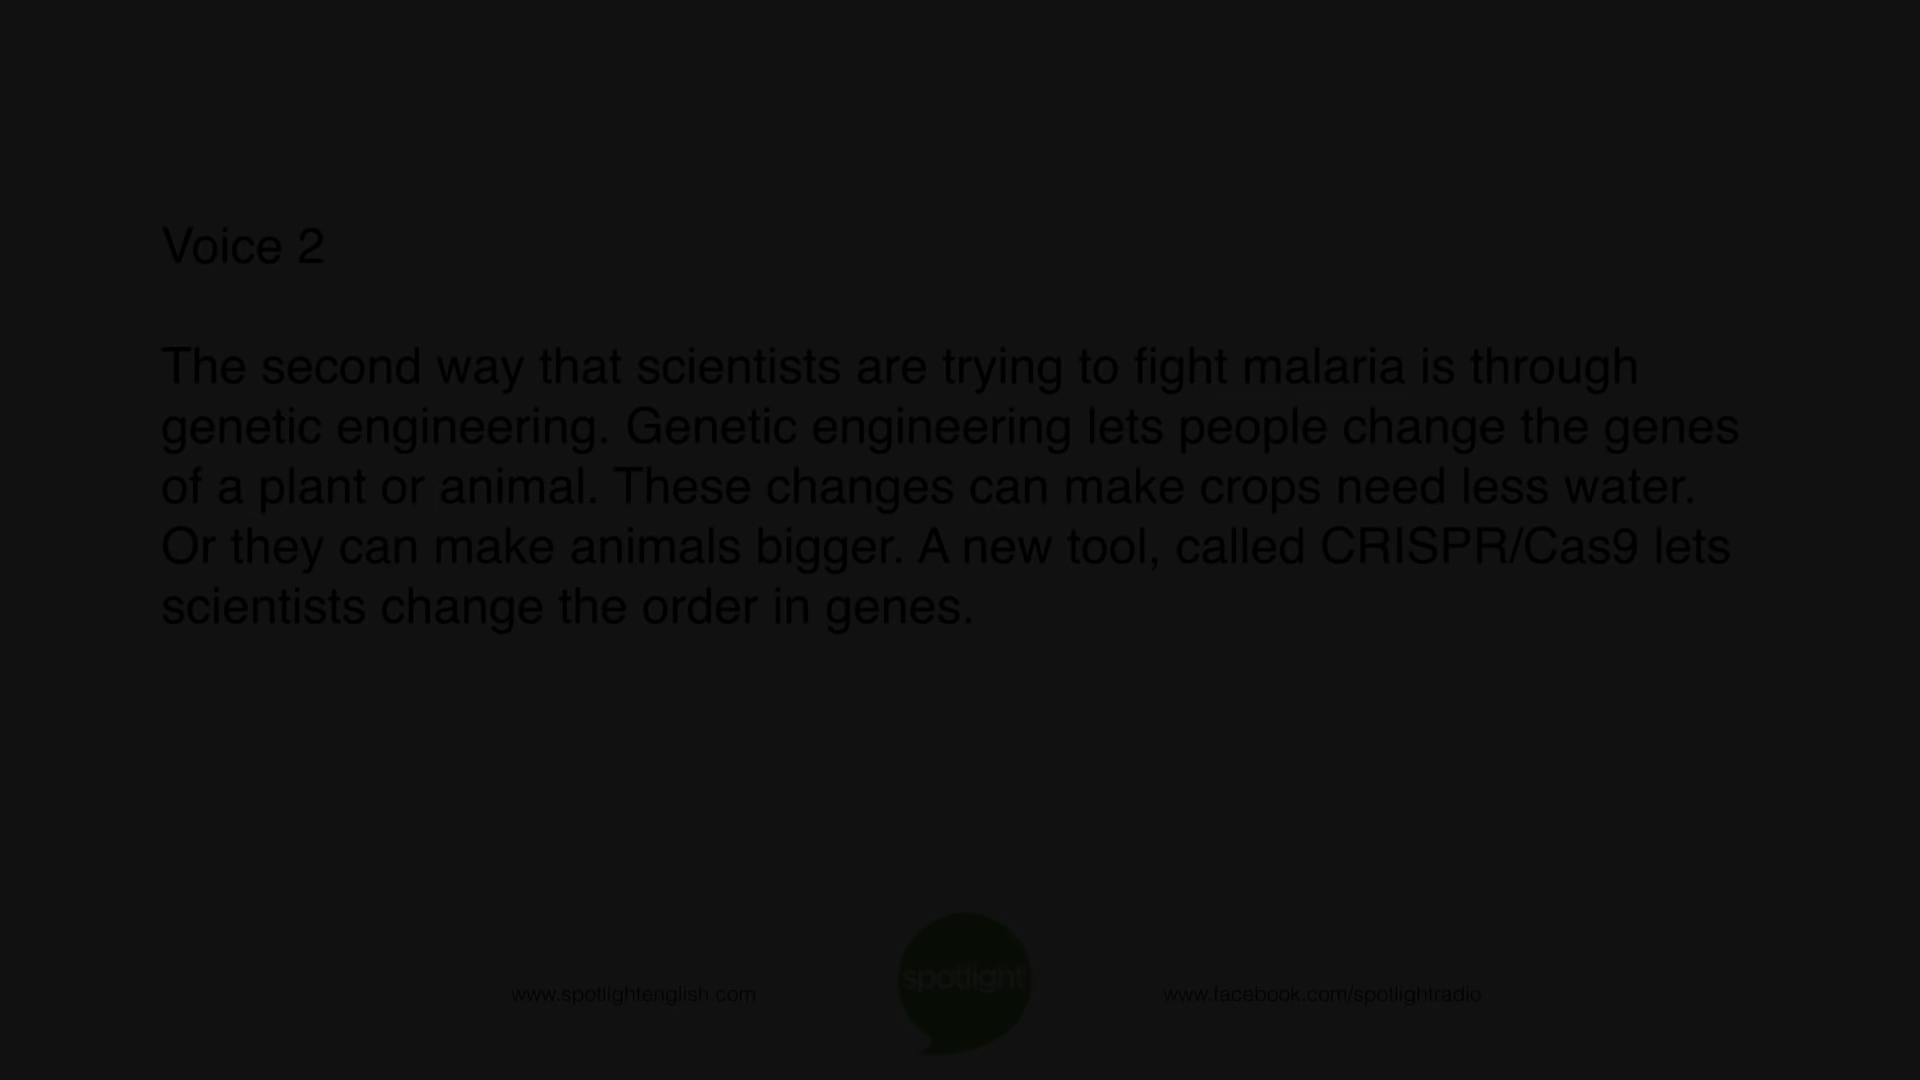 Voice 2
The second way that scientists are trying to fight malaria is through
genetic engineering. Genetic engineering lets people change the genes
of a plant or animal. These changes can make crops need less water.
Or they can make animals bigger. A new tool, called CRISPR/Cas9 lets
scientists change the order in genes.
spotlight
www.spotlightenglish.com
www.facebook.com/spotlightradio